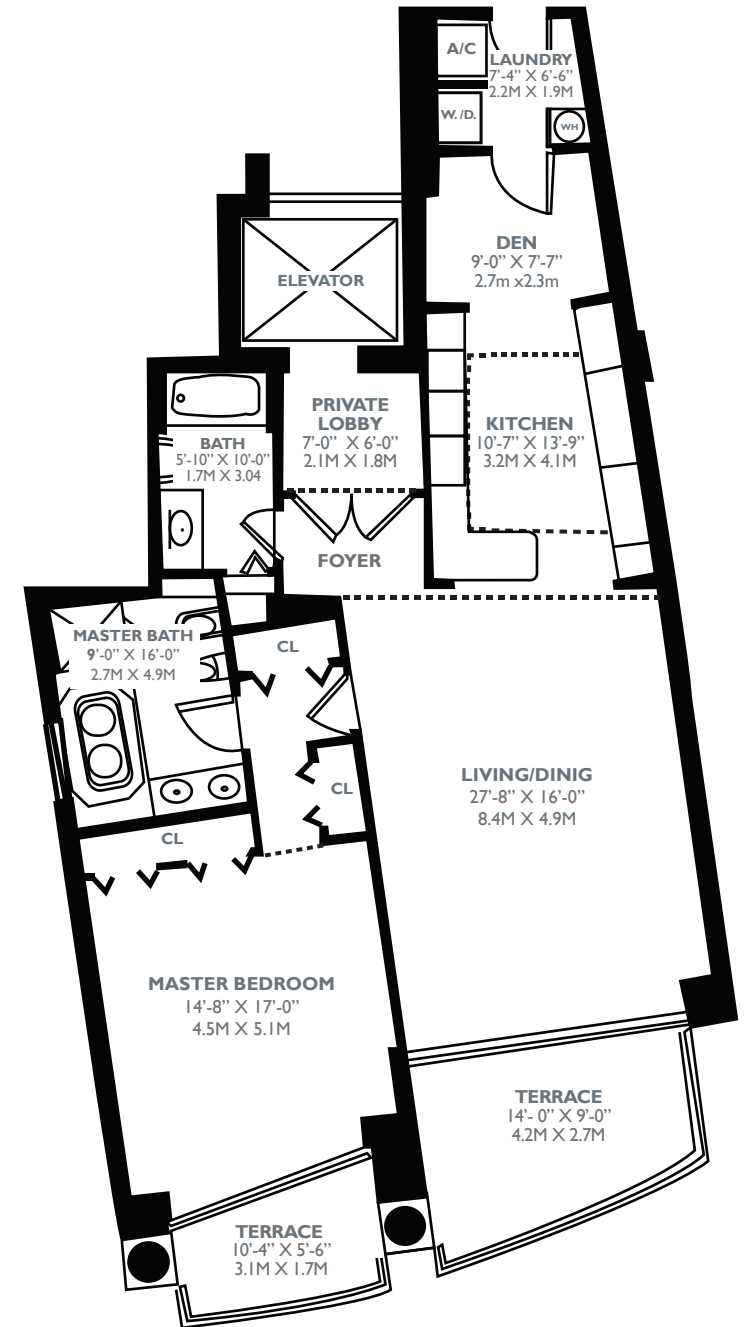 A/C
LAUNDRY
7'-4” X 6’-6”
2.2M X 1.9M
W./D.
WH
DEN
9’-0” X 7’-7”
2.7m x2.3m
ELEVATOR
PRIVATE
LOBBY
7’-0” X 6’-0”
2.1M X 1.8M
KITCHEN
10’-7” X 13’-9”
3.2M X 4.1M
BATH
5’-10” X 10’-0”
1.7M X 3.04
FOYER
MASTER BATH
9’-0” X 16’-0”
2.7M X 4.9M
CL
CL
LIVING/DINIG
27’-8” X 16’-0”
8.4M X 4.9M
CL
MASTER BEDROOM
14’-8” X 17’-0”
4.5M X 5.1M
TERRACE
14’- 0” X 9’-0”
4.2M X 2.7M
TERRACE
10’-4” X 5’-6”
3.1M X 1.7M